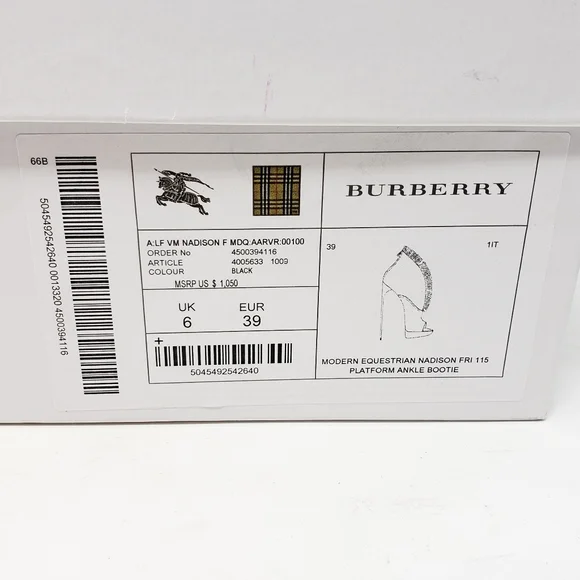 66B
5045492542640 0013320 4500394116
BURBERRY
A:LF VM NADISON F MDQ:AARVR:00100
ORDER No 4500394116
ARTICLE 4005633 1009
COLOUR BLACK
MSRP US $ 1,050
UK EUR
6 39
+
5045492542640
39 1IT
MODERN EQUESTRIAN NADISON FRI 115
PLATFORM ANKLE BOOTIE